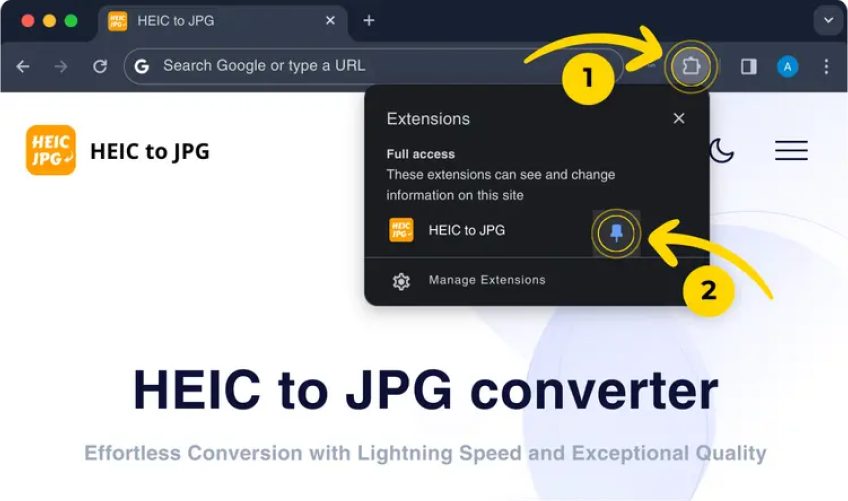 HEIC JPG HEIC to JPG
G Search Google or type a URL
1
A
HEIC
JPG
HEIC to JPG
Extensions
Full access
These extensions can see and change
information on this site
HEIC
JPG
HEIC to JPG
2
Manage Extensions
HEIC to JPG converter
Effortless Conversion with Lightning Speed and Exceptional Quality